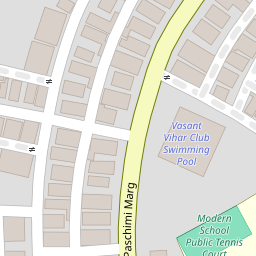 Vasant
Vihar Club
Swimming
Pool
Paschimi Marg
Modern
School
Public Tennis
Court